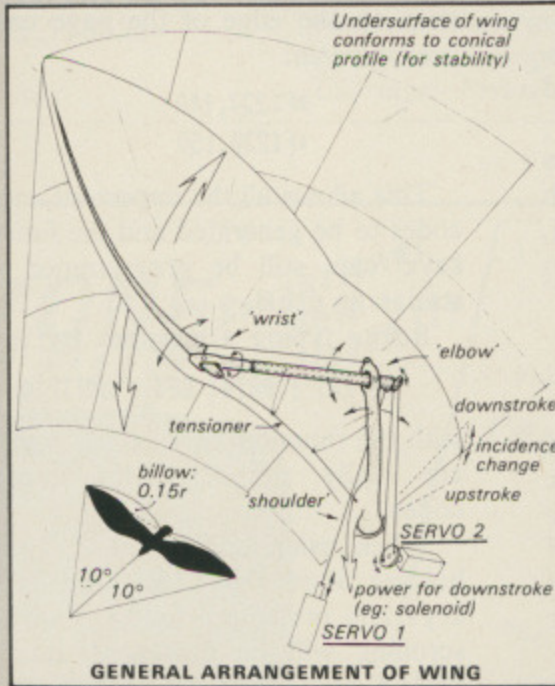 Undersurface of wing
conforms to conical
profile (for stability)
'wrist'
'elbow'
downstroke
tensioner
incidence
change
billow:
0.15r
'shoulder'
upstroke
SERVO 2
10°
10°
power for downstroke
(eg: solenoid)
SERVO 1
GENERAL ARRANGEMENT OF WING